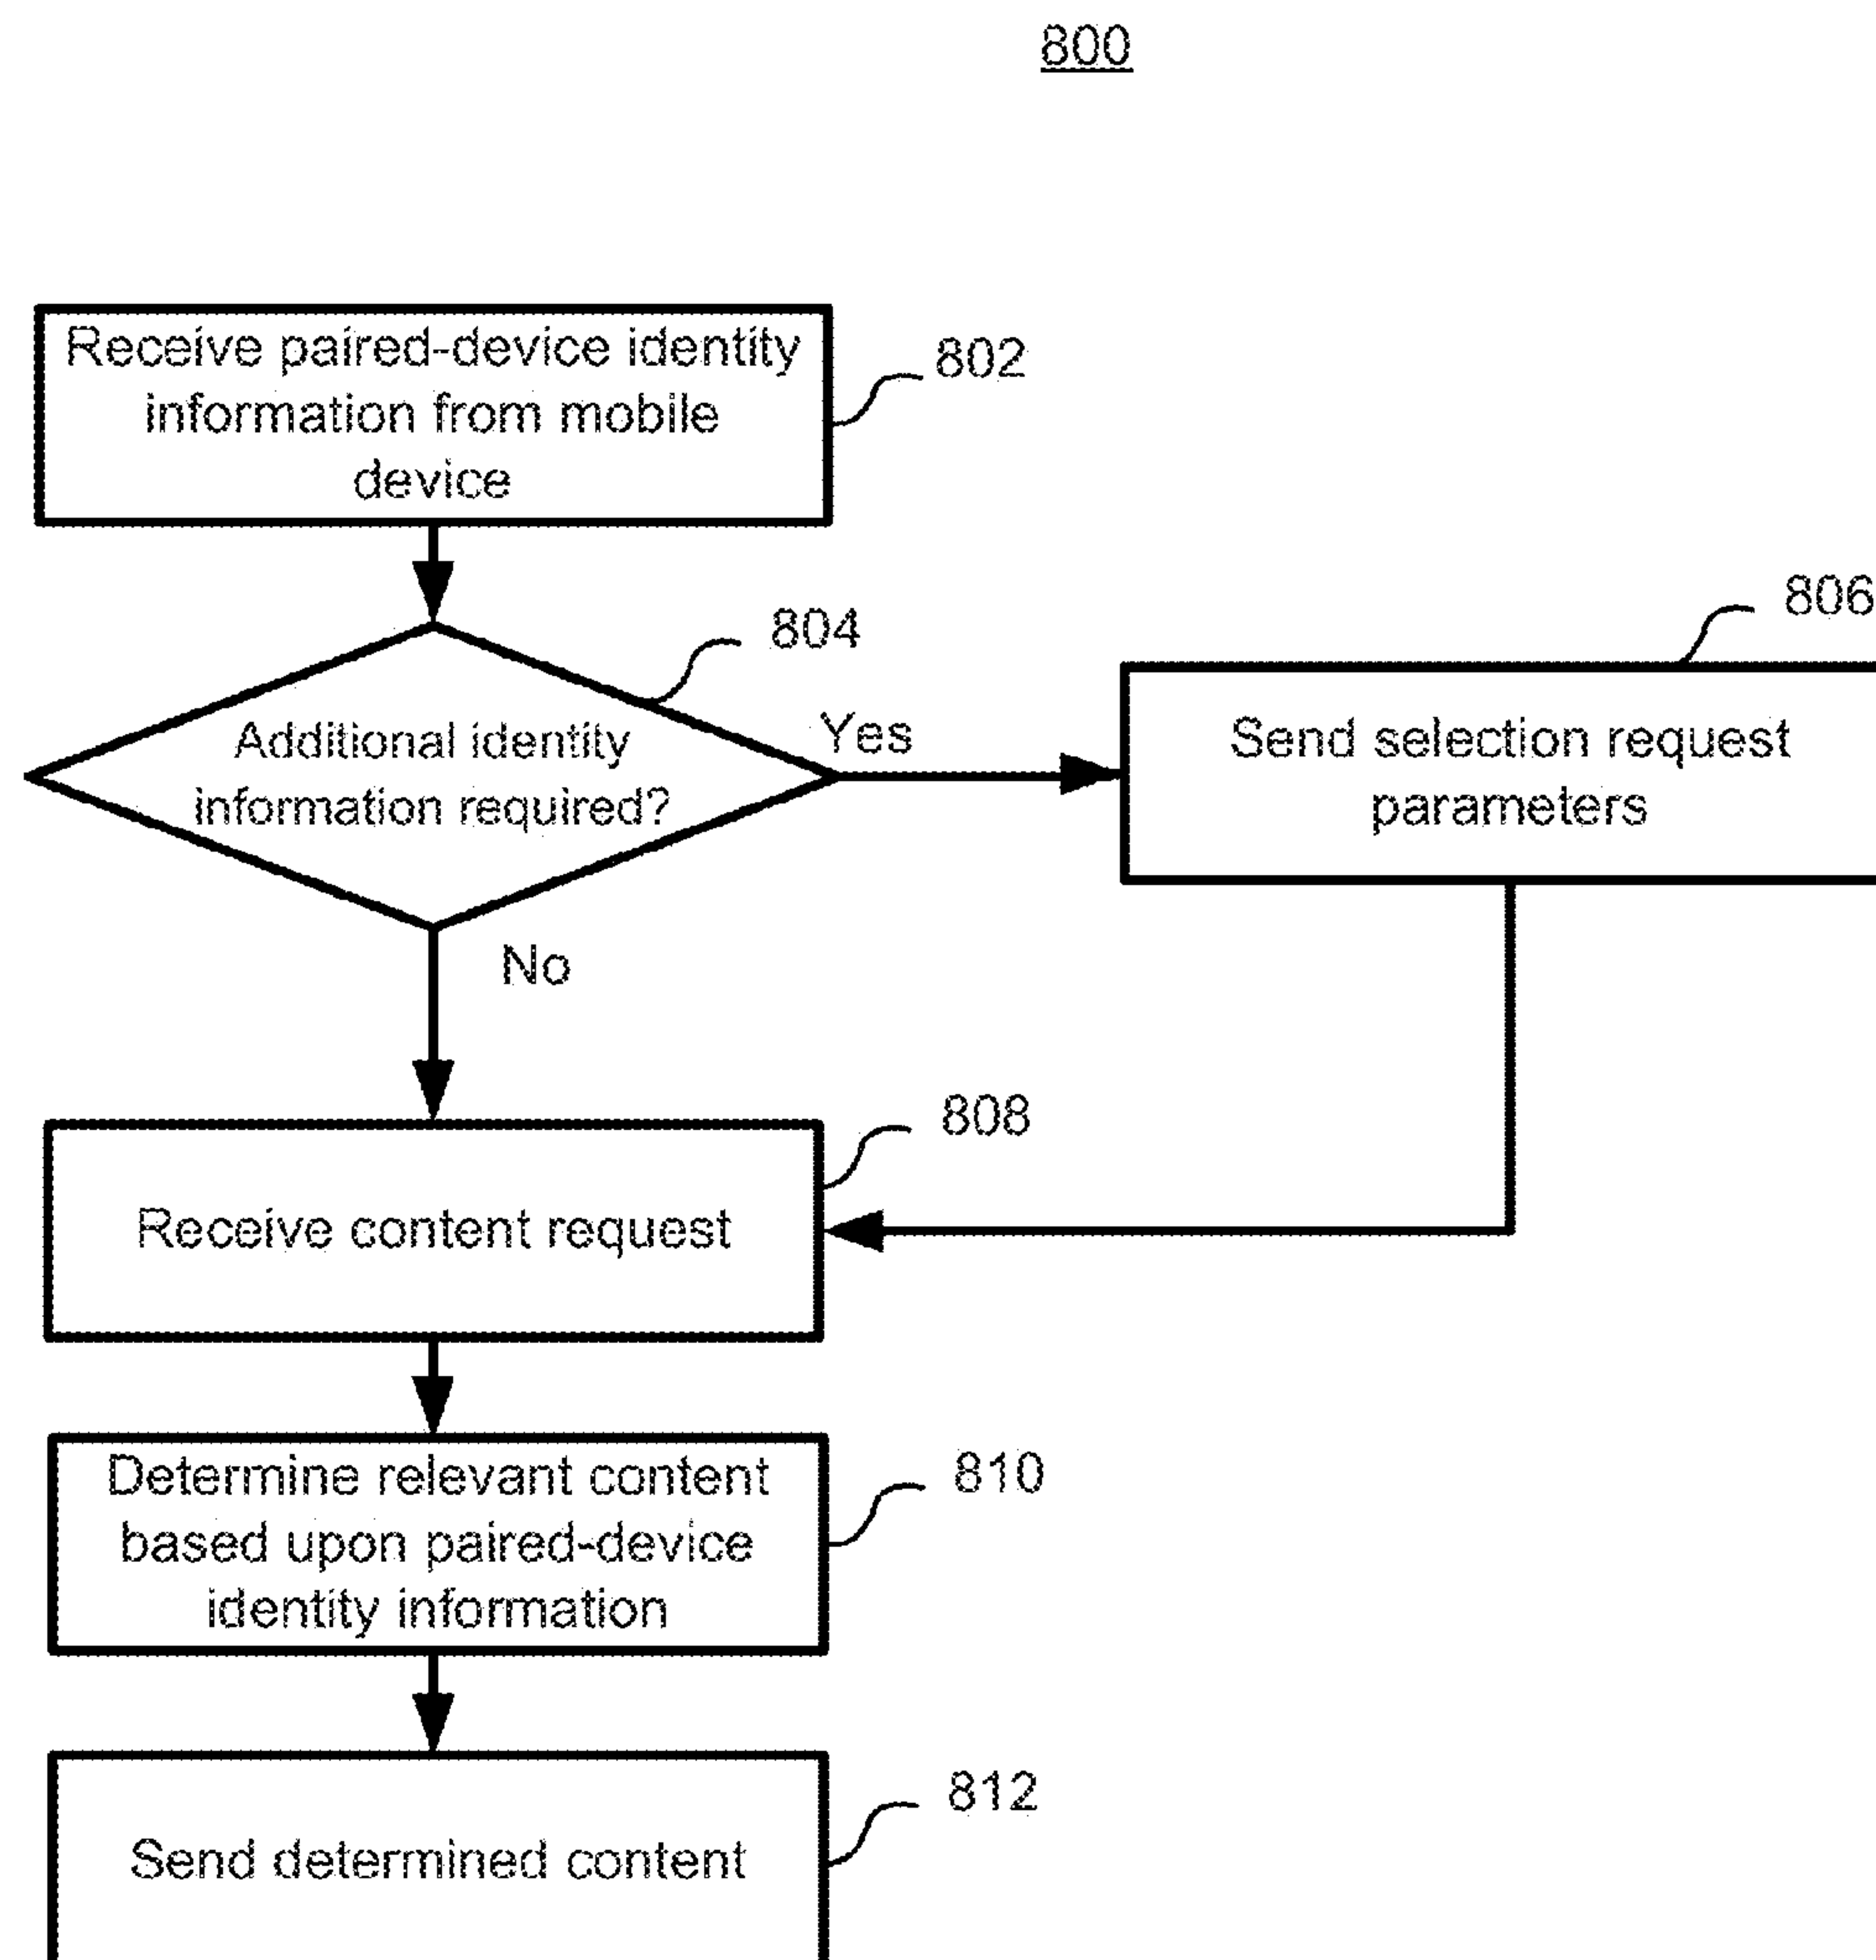 800
Receive paired-device identity
information from mobile
device
802
804
Additional identity
information required?
Yes
806
Send selection request
parameters
No
808
Receive content request
Determine relevant content
based upon paired-device
identity information
810
812
Send determined content